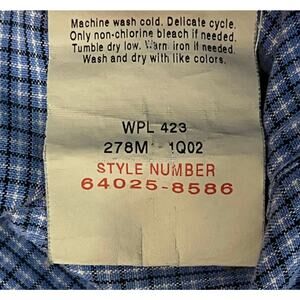 Machine wash cold. Delicate cycle.
Only non-chlorine bleach if needed.
Tumble dry low. Warn iron if needed.
Wash and dry with like colors.
WPL 423
278M 1Q02
STYLE NUMBER
64025-8586